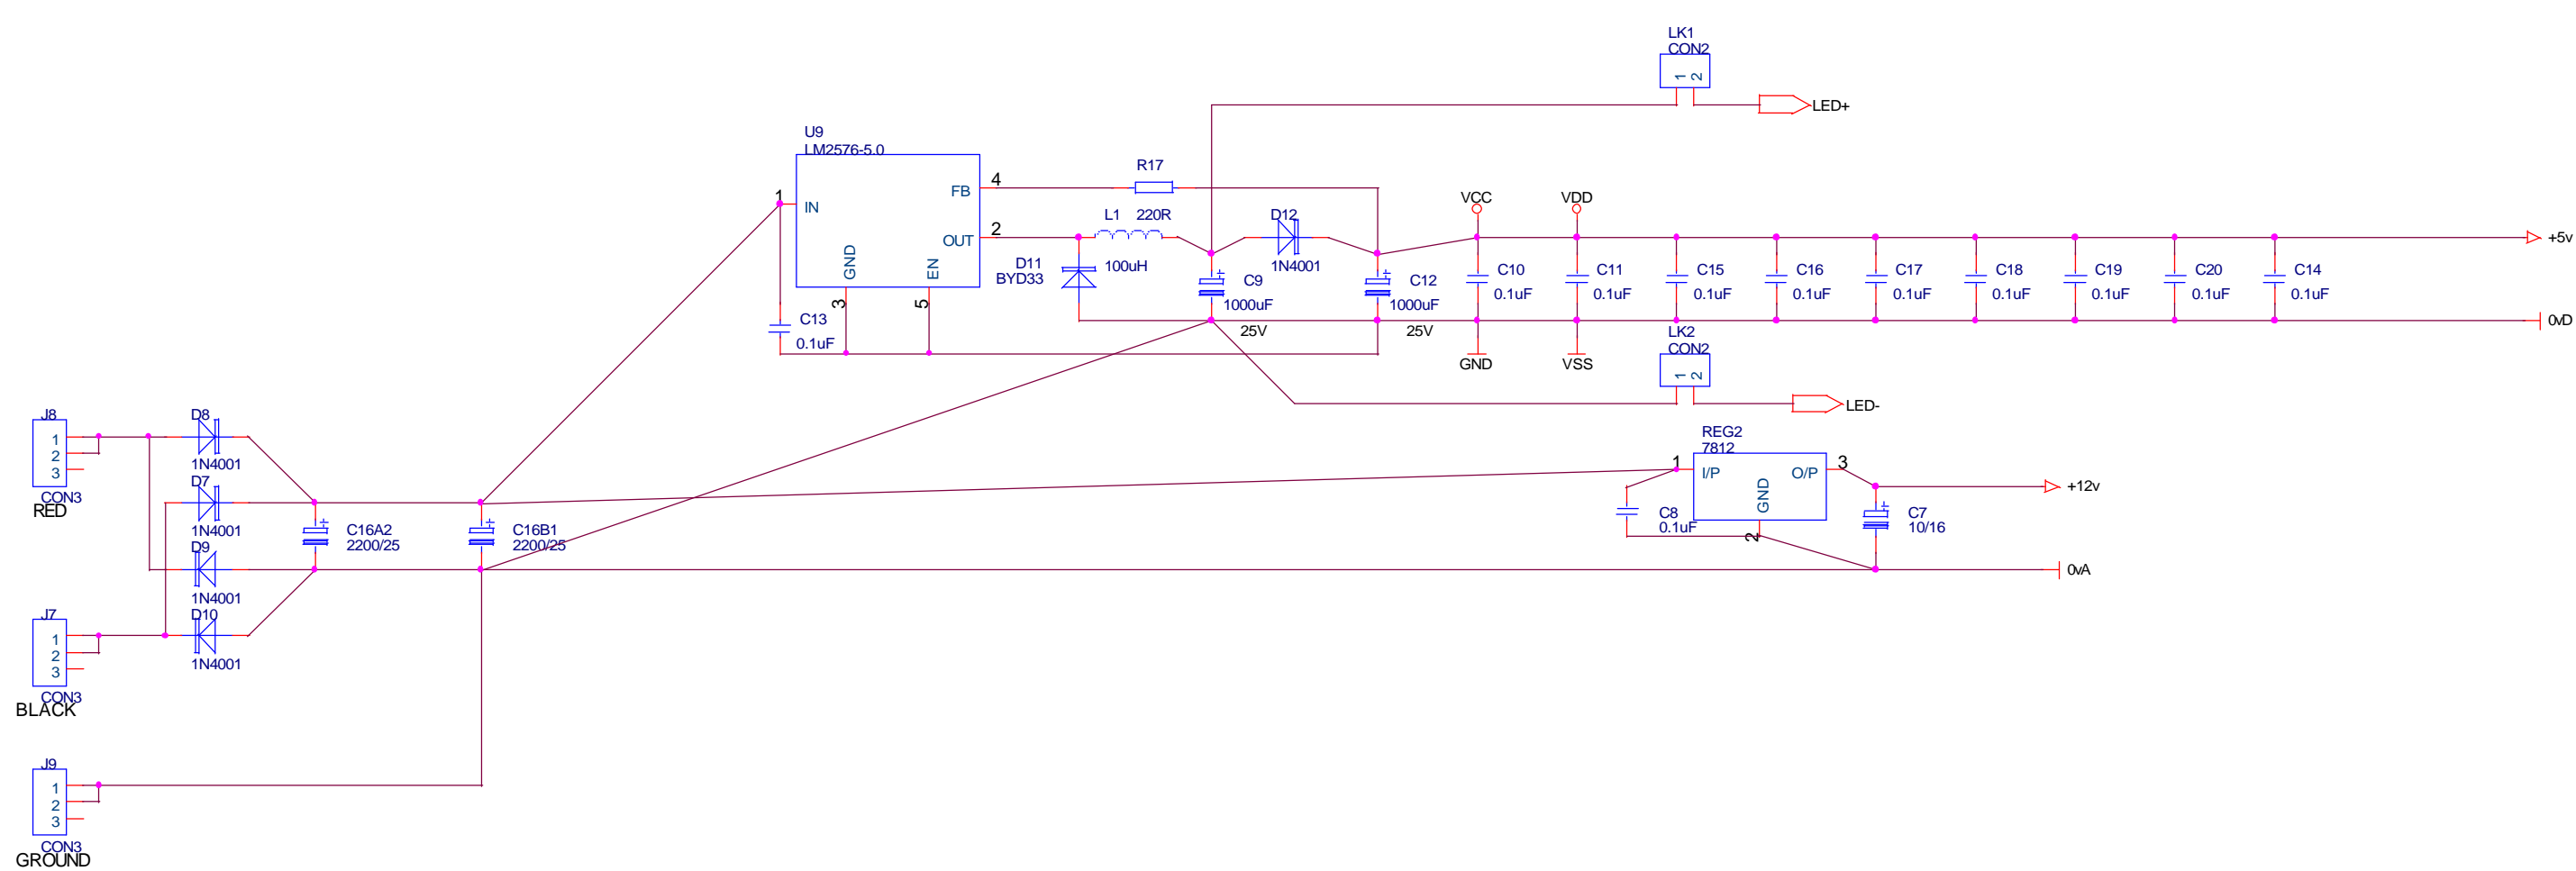 LK1
CON2
1
2
LED+
U9
LM2576-5.0
1
IN
FB
4
OUT
2
GND
EN
3
5
R17
L1
220R
100uH
D11
BYD33
D12
1N4001
C9
1000uF
25V
C12
1000uF
25V
C13
0.1uF
VCC
VDD
C10
0.1uF
C11
0.1uF
C15
0.1uF
C16
0.1uF
C17
0.1uF
C18
0.1uF
C19
0.1uF
C20
0.1uF
C14
0.1uF
+5v
0vD
GND
VSS
LK2
CON2
1
2
LED-
J8
1
2
3
CON3
RED
D8
1N4001
D7
1N4001
D9
1N4001
D10
1N4001
C16A2
2200/25
C16B1
2200/25
REG2
7812
1
I/P
O/P
3
GND
2
C8
0.1uF
C7
10/16
+12v
0vA
J7
1
2
3
CON3
BLACK
J9
1
2
3
CON3
GROUND